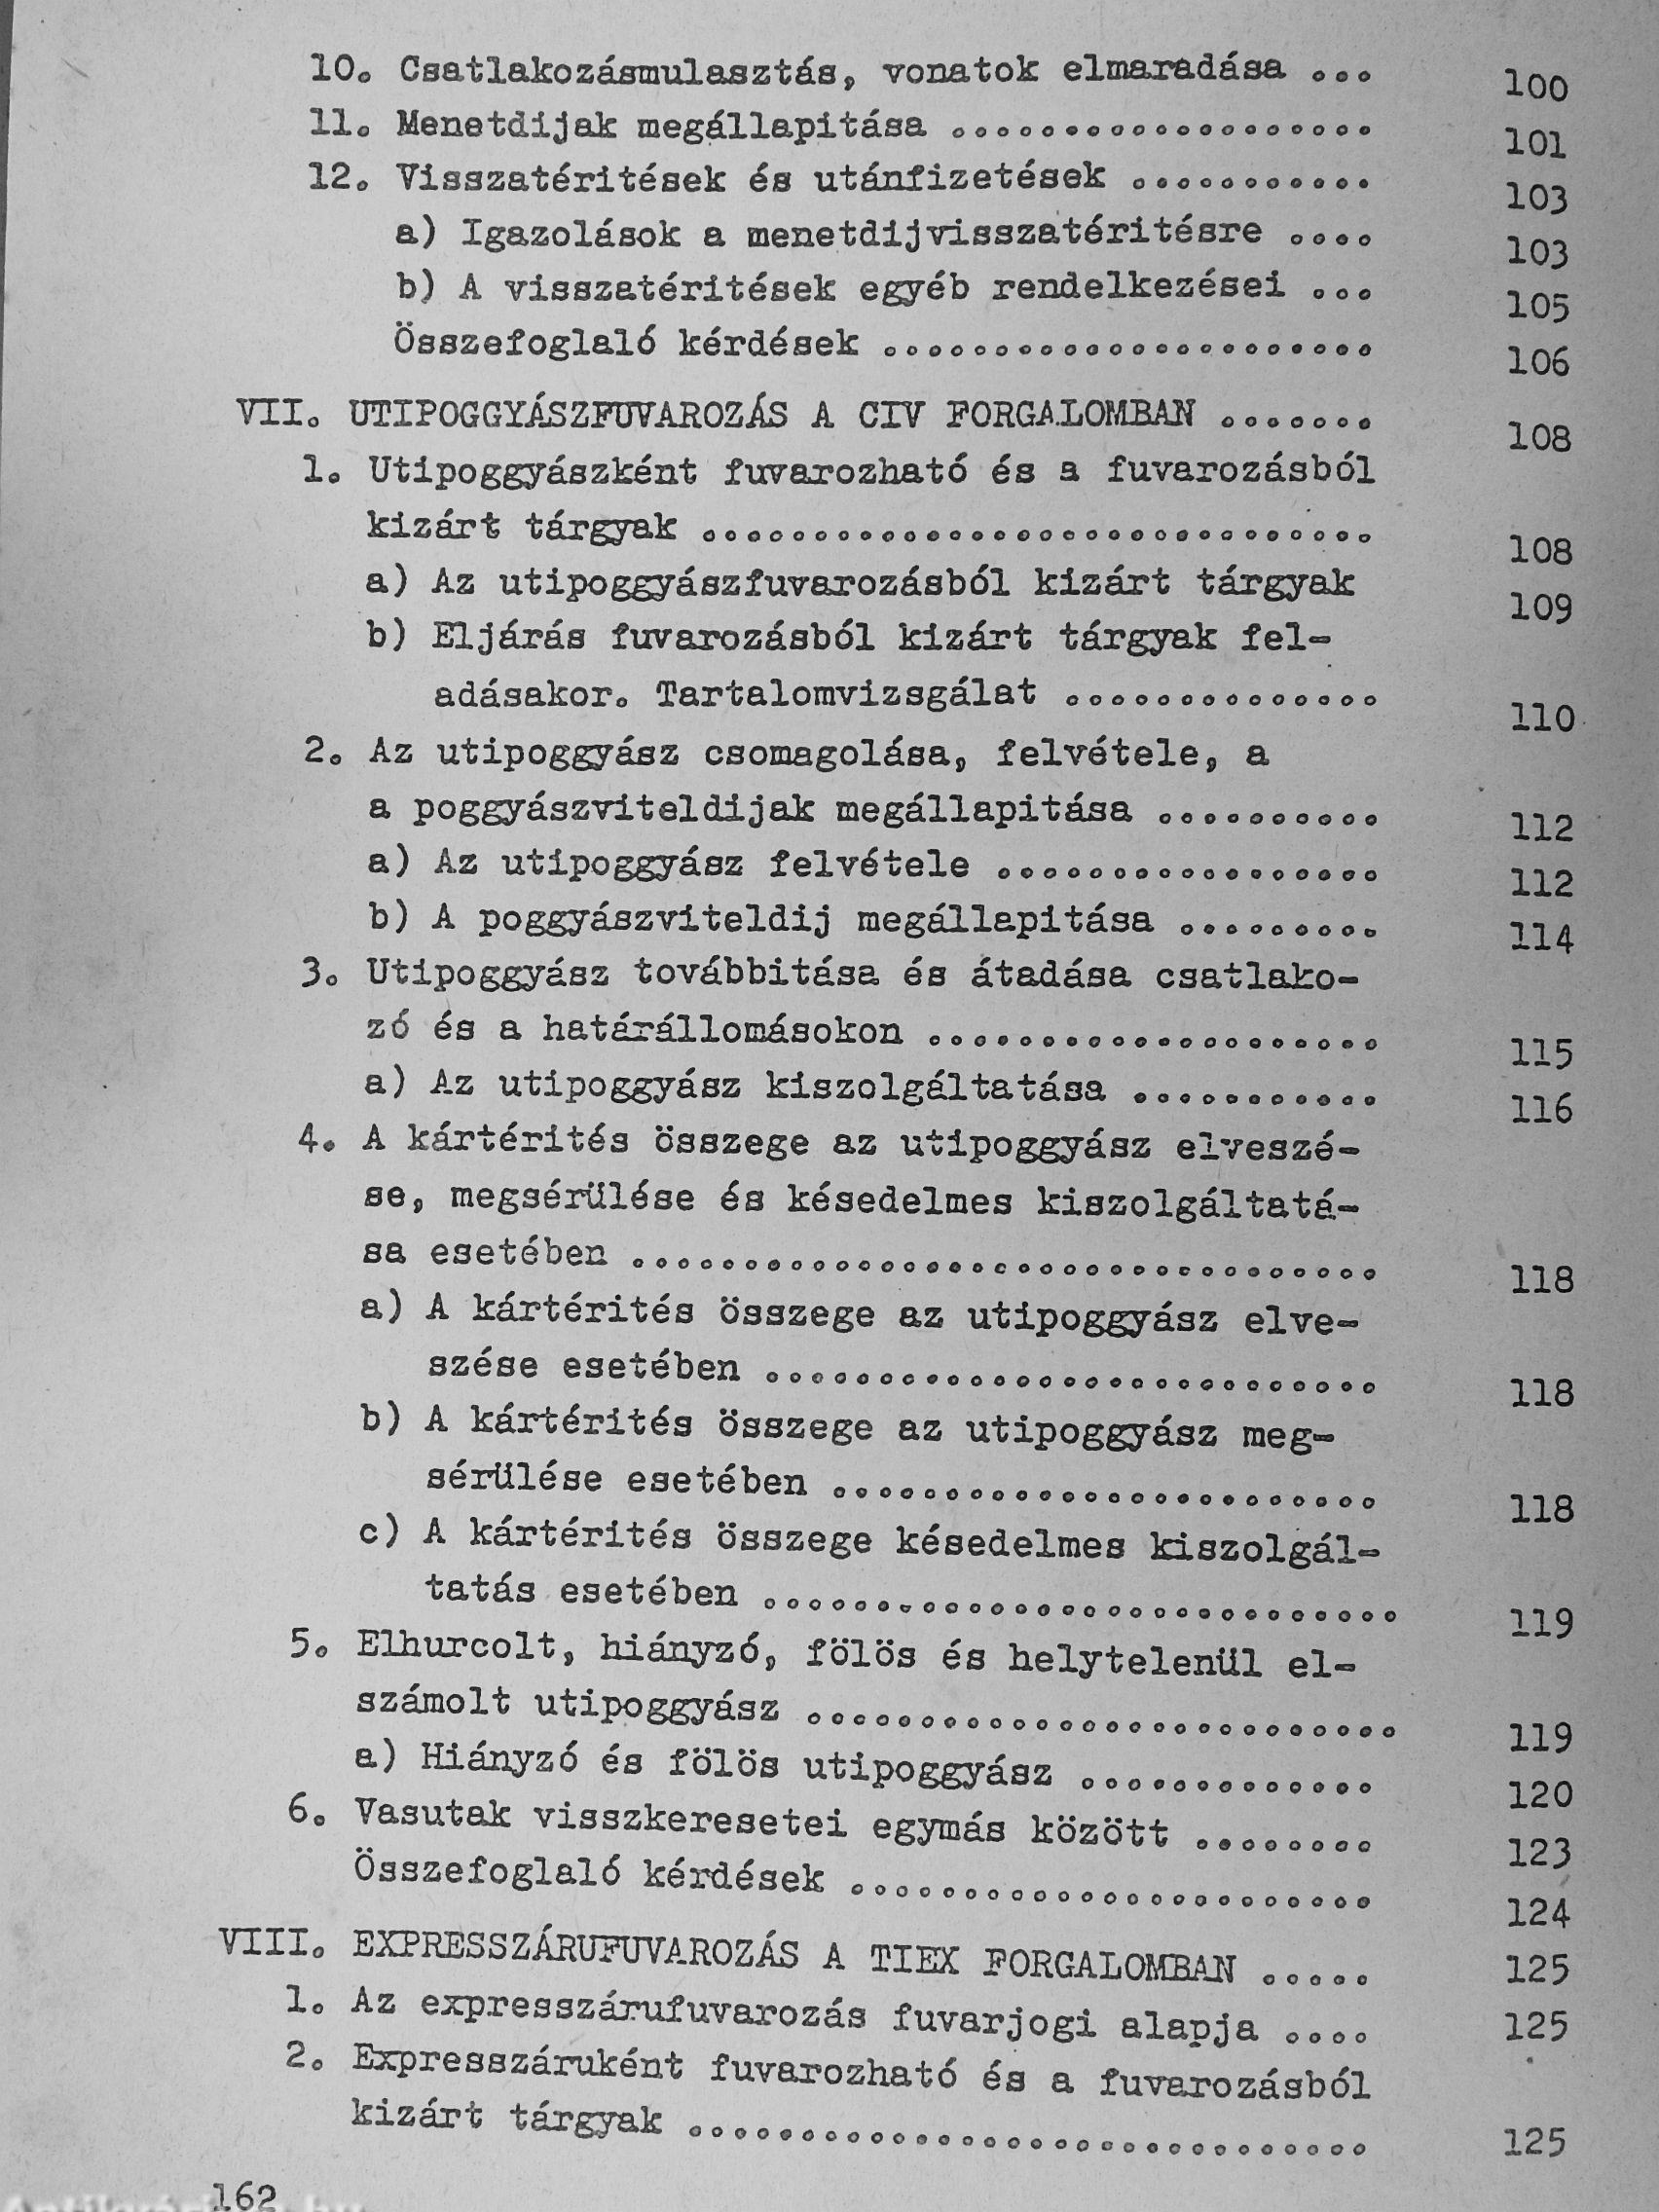 10. Csatlakozásmulasztás, vonatok elmaradása ... 100
11. Menetdijak megállapitása ................... 101
12. Visszatéritések és utánfizetések ........... 103
a) Igazolások a menetdijvisszatéritésre .... 103
b) A visszatéritések egyéb rendelkezései ... 105
Összefoglaló kérdések ...................... 106
VII. UTIPOGGYÁSZFUVAROZÁS A CIV FORGALOMBAN ....... 108
1. Utipoggyászként fuvarozható és a fuvarozásból
kizárt tárgyak .............................. 108
a) Az utipoggyászfuvarozásból kizárt tárgyak 109
b) Eljárás fuvarozásból kizárt tárgyak fel-
adásakor. Tartalomvizsgálat .............. 110
2. Az utipoggyász csomagolása, felvétele, a
a poggyászviteldijak megállapitása .......... 112
a) Az utipoggyász felvétele ................. 112
b) A poggyászviteldij megállapitása ......... 114
3. Utipoggyász továbbitása és átadása csatlako-
zó és a határállomásokon .................... 115
a) Az utipoggyász kiszolgáltatása ........... 116
4. A kártérités összege az utipoggyász elveszé-
se, megsérülése és késedelmes kiszolgáltatá-
sa esetében ................................. 118
a) A kártérités összege az utipoggyász elve-
szése esetében ........................... 118
b) A kártérités összege az utipoggyász meg-
sérülése esetében ........................ 118
c) A kártérités összege késedelmes kiszolgál-
tatás esetében ............................ 119
5. Elhurcolt, hiányzó, fölös és helytelenül el-
számolt utipoggyász .......................... 119
a) Hiányzó és fölös utipoggyász ............. 120
6. Vasutak visszkeresetei egymás között ........ 123
Összefoglaló kérdések ....................... 124
VIII. EXPRESSZÁRUFUVAROZÁS A TIEX FORGALOMBAN ..... 125
1. Az expresszárufuvarozás fuvarjogi alapja .... 125
2. Expresszáruként fuvarozható és a fuvarozásból
kizárt tárgyak .............................. 125
162